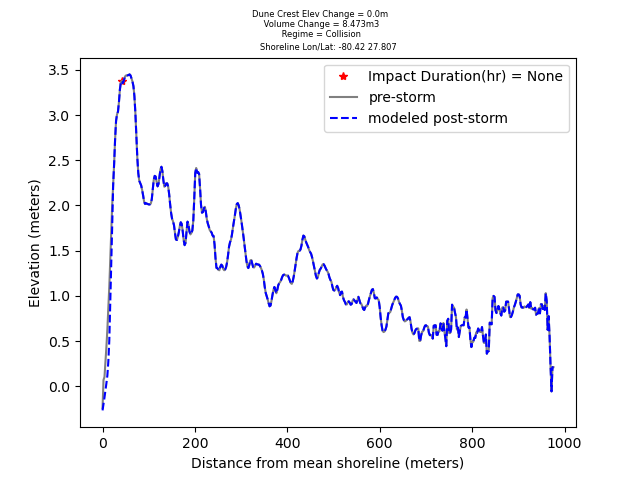 Dune Crest Elev Change = 0.0m
Volume Change = 8.473m3
Regime = Collision
Shoreline Lon/Lat: -80.42 27.807
Impact Duration(hr) = None
pre-storm
modeled post-storm
Elevation (meters)
3.5
3.0
2.5
2.0
1.5
1.0
0.5
0.0
0 200 400 600 800 1000
Distance from mean shoreline (meters)